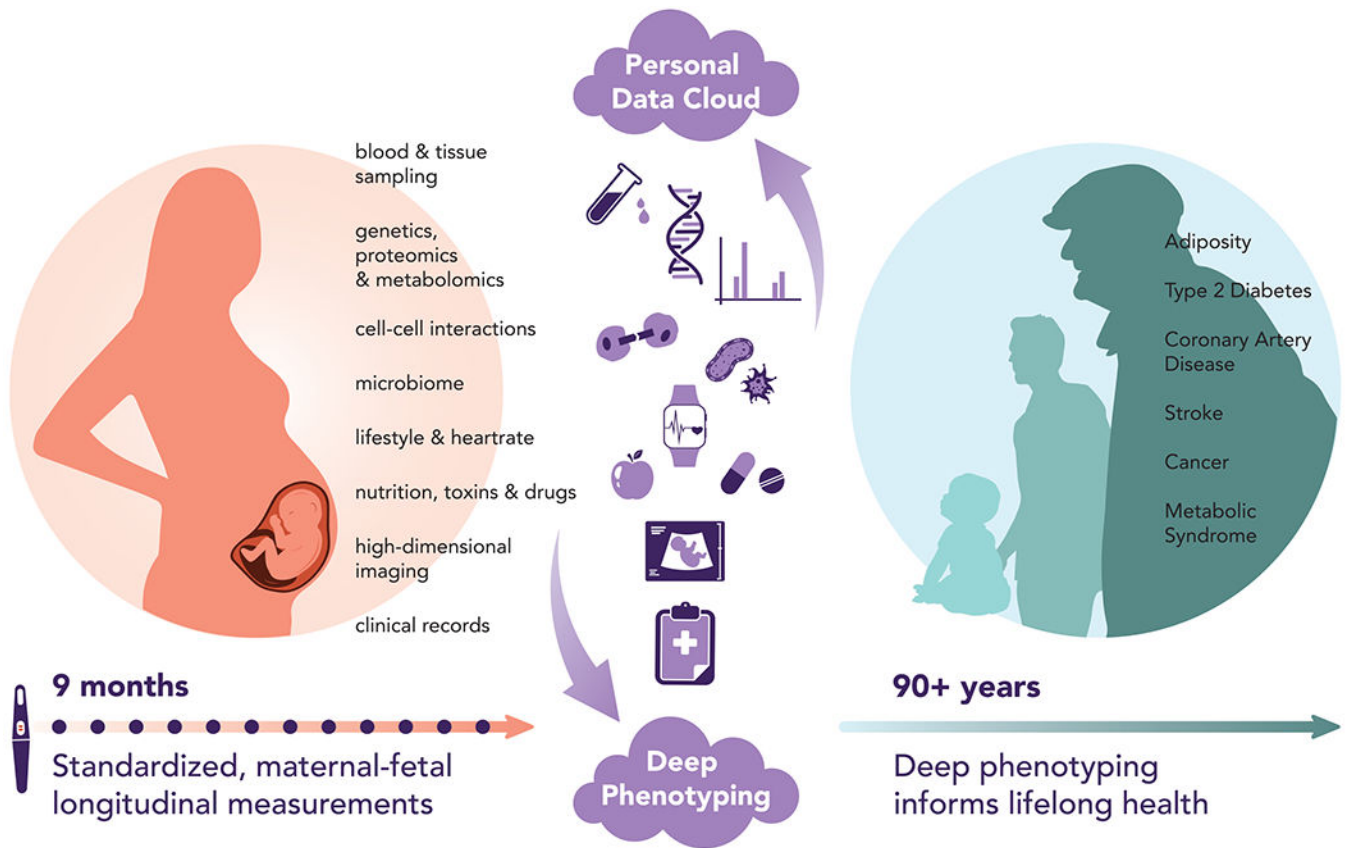 Personal
Data Cloud
blood & tissue
sampling
genetics,
proteomics
& metabolomics
cell-cell interactions
microbiome
lifestyle & heartrate
nutrition, toxins & drugs
high-dimensional
imaging
clinical records
Adiposity
Type 2 Diabetes
Coronary Artery
Disease
Stroke
Cancer
Metabolic
Syndrome
9 months
Standardized, maternal-fetal
longitudinal measurements
Deep
Phenotyping
90+ years
Deep phenotyping
informs lifelong health